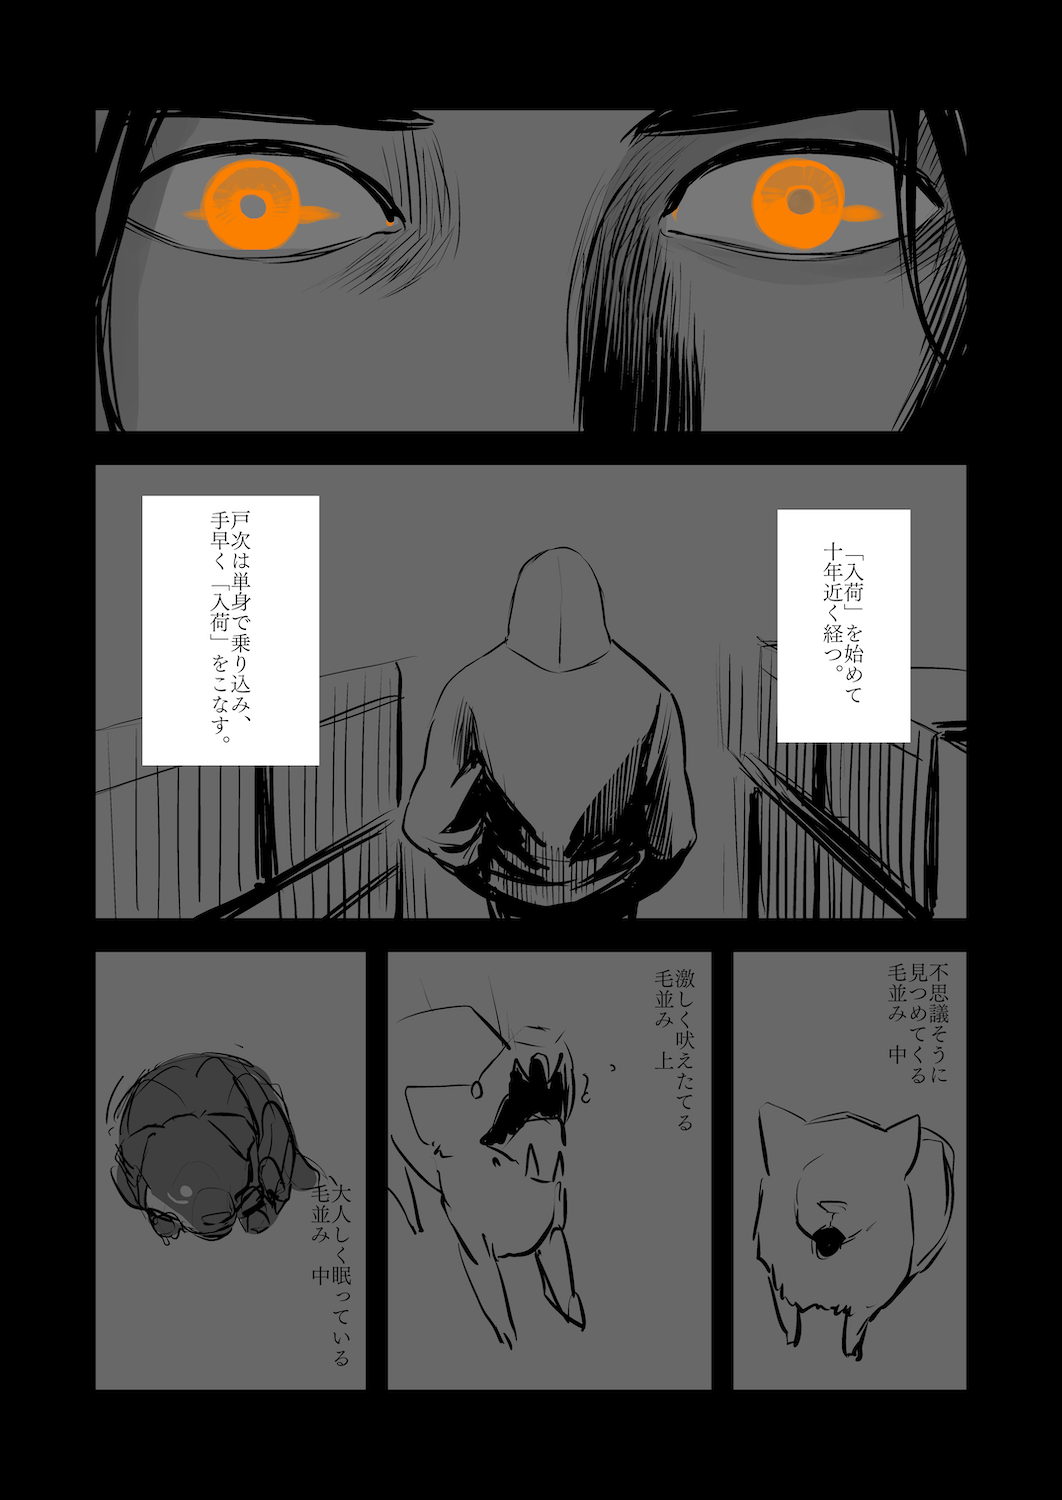 「入荷」を始めて
十年近く経つ。
戸次は単身で乗り込み、
手早く「入荷」をこなす。
不思議そうに
見つめてくる
毛並み 中
激しく吠えたてる
毛並み 上
大人しく眠っている
毛並み 中